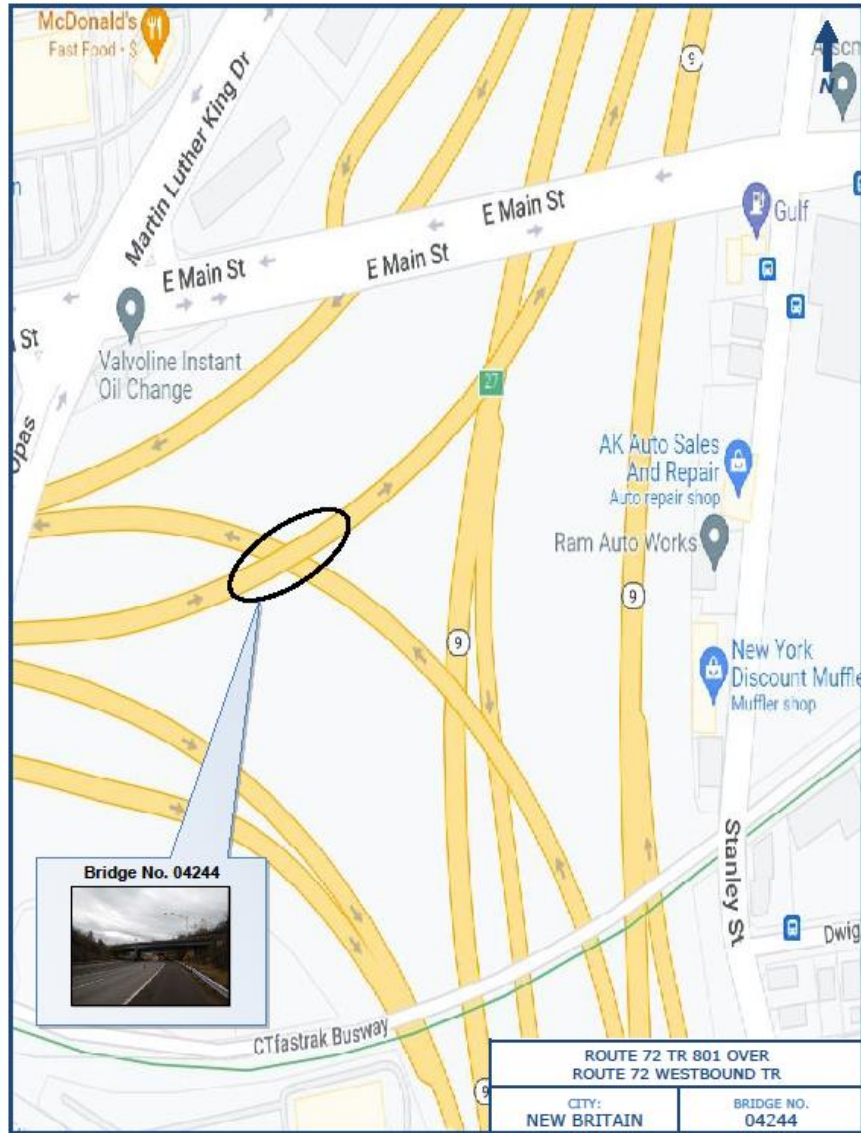 McDonald's
Fast Food · $
Martin Luther King Dr
9
N
E Main St
E Main St
E Main St
Gulf
St
Valvoline Instant
Oil Change
27
AK Auto Sales
And Repair
Auto repair shop
Ram Auto Works
9
9
New York
Discount Muffle
Muffler shop
Bridge No. 04244
Stanley St
Dwig
CTfastrak Busway
9
ROUTE 72 TR 801 OVER
ROUTE 72 WESTBOUND TR
CITY:
NEW BRITAIN
BRIDGE NO.
04244